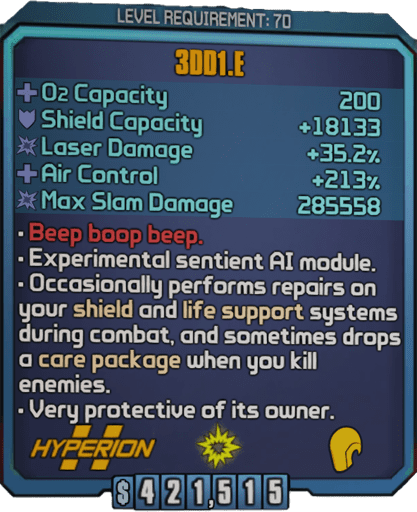 LEVEL REQUIREMENT: 70
3DD1.E
O2 Capacity 200
Shield Capacity +18133
Laser Damage +35.2%
Air Control +213%
Max Slam Damage 285558
• Beep boop beep.
• Experimental sentient AI module.
• Occasionally performs repairs on
your shield and life support systems
during combat, and sometimes drops
a care package when you kill
enemies.
• Very protective of its owner.
HYPERION
$421,515